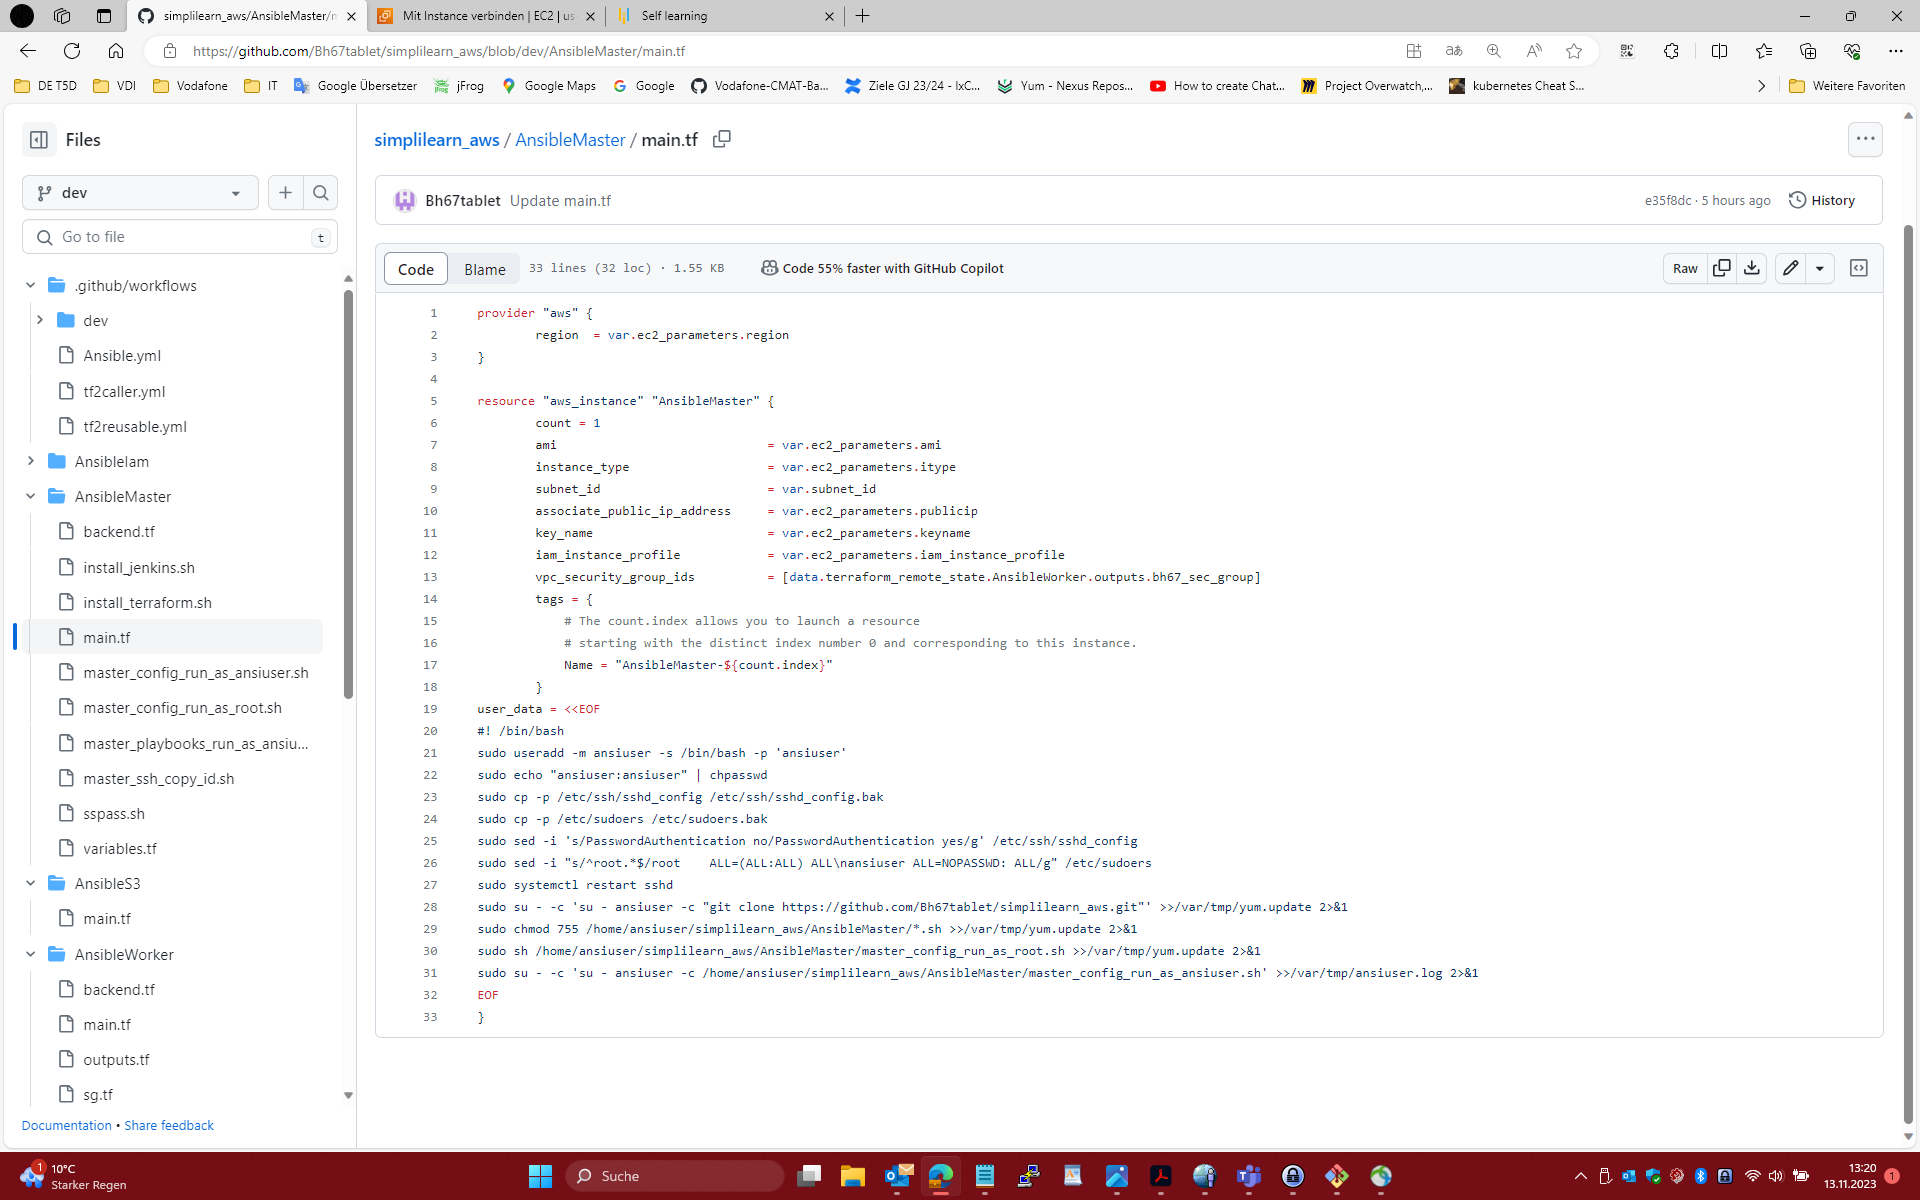 simplilearn_aws/AnsibleMaster/m
Mit Instance verbinden | EC2 | us-
Self learning
https://github.com/Bh67tablet/simplilearn_aws/blob/dev/AnsibleMaster/main.tf
DE T5D
VDI
Vodafone
IT
Google Übersetzer
jFrog
Google Maps
Google
Vodafone-CMAT-Ba...
Ziele GJ 23/24 - IxC...
Yum - Nexus Repos...
How to create Chat...
Project Overwatch,...
kubernetes Cheat S...
Weitere Favoriten
Files
dev
Go to file
t
.github/workflows
dev
Ansible.yml
tf2caller.yml
tf2reusable.yml
AnsibleIam
AnsibleMaster
backend.tf
install_jenkins.sh
install_terraform.sh
main.tf
master_config_run_as_ansiuser.sh
master_config_run_as_root.sh
master_playbooks_run_as_ansiu...
master_ssh_copy_id.sh
sspass.sh
variables.tf
AnsibleS3
main.tf
AnsibleWorker
backend.tf
main.tf
outputs.tf
sg.tf
Documentation • Share feedback
simplilearn_aws / AnsibleMaster / main.tf
Bh67tablet Update main.tf
e35f8dc · 5 hours ago
History
Code
Blame
33 lines (32 loc) · 1.55 KB
Code 55% faster with GitHub Copilot
Raw
1 provider "aws" {
2 region = var.ec2_parameters.region
3 }
4
5 resource "aws_instance" "AnsibleMaster" {
6 count = 1
7 ami = var.ec2_parameters.ami
8 instance_type = var.ec2_parameters.itype
9 subnet_id = var.subnet_id
10 associate_public_ip_address = var.ec2_parameters.publicip
11 key_name = var.ec2_parameters.keyname
12 iam_instance_profile = var.ec2_parameters.iam_instance_profile
13 vpc_security_group_ids = [data.terraform_remote_state.AnsibleWorker.outputs.bh67_sec_group]
14 tags = {
15 # The count.index allows you to launch a resource
16 # starting with the distinct index number 0 and corresponding to this instance.
17 Name = "AnsibleMaster-${count.index}"
18 }
19 user_data = <<EOF
20 #! /bin/bash
21 sudo useradd -m ansiuser -s /bin/bash -p 'ansiuser'
22 sudo echo "ansiuser:ansiuser" | chpasswd
23 sudo cp -p /etc/ssh/sshd_config /etc/ssh/sshd_config.bak
24 sudo cp -p /etc/sudoers /etc/sudoers.bak
25 sudo sed -i 's/PasswordAuthentication no/PasswordAuthentication yes/g' /etc/ssh/sshd_config
26 sudo sed -i "s/^root.*$/root    ALL=(ALL:ALL) ALL\nansiuser ALL=NOPASSWD: ALL/g" /etc/sudoers
27 sudo systemctl restart sshd
28 sudo su - -c 'su - ansiuser -c "git clone https://github.com/Bh67tablet/simplilearn_aws.git"' >>/var/tmp/yum.update 2>&1
29 sudo chmod 755 /home/ansiuser/simplilearn_aws/AnsibleMaster/*.sh >>/var/tmp/yum.update 2>&1
30 sudo sh /home/ansiuser/simplilearn_aws/AnsibleMaster/master_config_run_as_root.sh >>/var/tmp/yum.update 2>&1
31 sudo su - -c 'su - ansiuser -c /home/ansiuser/simplilearn_aws/AnsibleMaster/master_config_run_as_ansiuser.sh' >>/var/tmp/ansiuser.log 2>&1
32 EOF
33 }
1
10°C
Starker Regen
Suche
13:20
13.11.2023
1